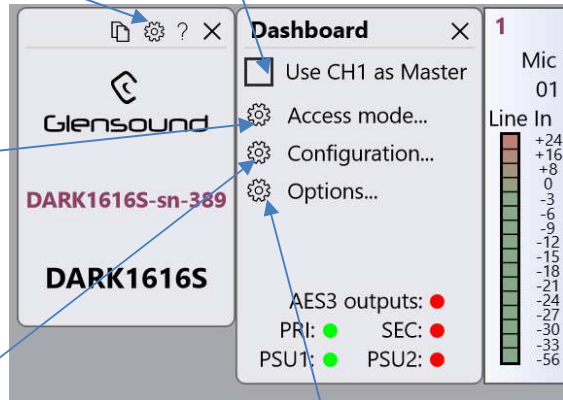 ?
Glensound
DARK1616S-sn-389
DARK1616S
Dashboard
Use CH1 as Master
Access mode...
Configuration...
Options...
AES3 outputs:
PRI: SEC:
PSU1: PSU2:
1
Mic
01
Line In
+24
+16
+8
0
-3
-6
-9
-12
-15
-18
-21
-24
-27
-30
-33
-56